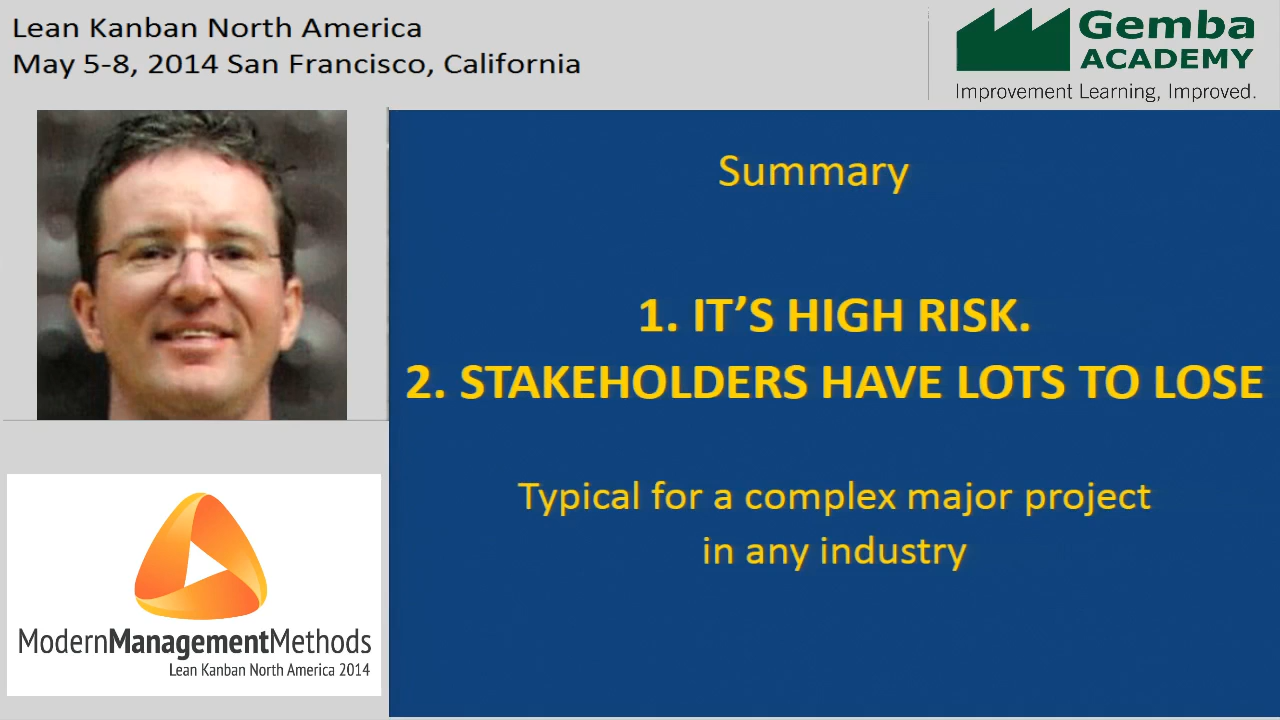 Lean Kanban North America
May 5-8, 2014 San Francisco, California
Gemba
ACADEMY
Improvement Learning, Improved.
Summary
1. IT’S HIGH RISK.
2. STAKEHOLDERS HAVE LOTS TO LOSE
Typical for a complex major project
in any industry
ModernManagementMethods
Lean Kanban North America 2014